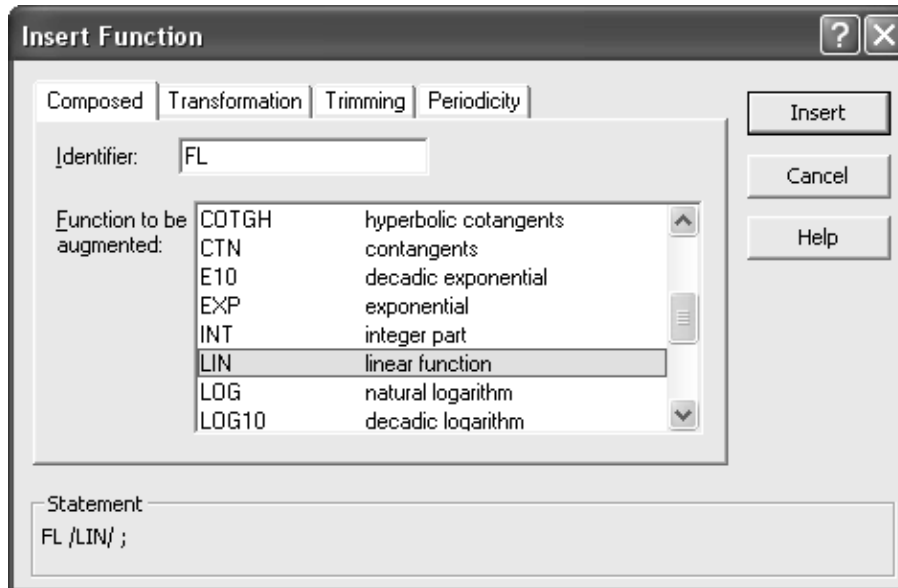 Insert Function
Composed Transformation Trimming Periodicity
Insert
Identifier: FL
Cancel
Function to be augmented:
Help
COTGH hyperbolic cotangents
CTN contangents
E10 decadic exponential
EXP exponential
INT integer part
LIN linear function
LOG natural logarithm
LOG10 decadic logarithm
Statement
FL /LIN/ ;